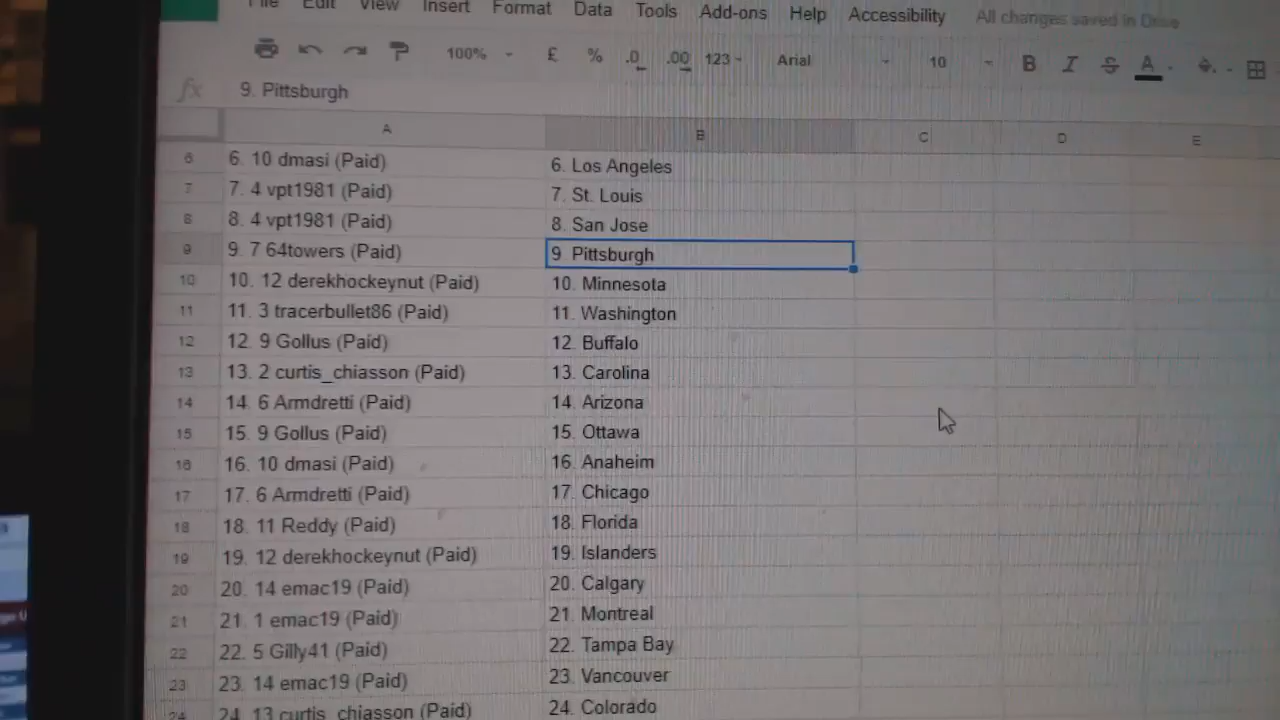 File Edit View Insert Format Data Tools Add-ons Help Accessibility All changes saved in Drive
100% £ % .0 .00 123 Arial 10 B I S A
fx 9. Pittsburgh
A B C D E
6 6. 10 dmasi (Paid) 6. Los Angeles
7 7. 4 vpt1981 (Paid) 7. St. Louis
8 8. 4 vpt1981 (Paid) 8. San Jose
9 9. 7 64towers (Paid) 9 Pittsburgh
10 10. 12 derekhockeynut (Paid) 10. Minnesota
11 11. 3 tracerbullet86 (Paid) 11. Washington
12 12. 9 Gollus (Paid) 12. Buffalo
13 13. 2 curtis_chiasson (Paid) 13. Carolina
14 14. 6 Armdretti (Paid) 14. Arizona
15 15. 9 Gollus (Paid) 15. Ottawa
16 16. 10 dmasi (Paid) 16. Anaheim
17 17. 6 Armdretti (Paid) 17. Chicago
18 18. 11 Reddy (Paid) 18. Florida
19 19. 12 derekhockeynut (Paid) 19. Islanders
20 20. 14 emac19 (Paid) 20. Calgary
21 21. 1 emac19 (Paid) 21. Montreal
22 22. 5 Gilly41 (Paid) 22. Tampa Bay
23 23. 14 emac19 (Paid) 23. Vancouver
24 24. 13 curtis_chiasson (Paid) 24. Colorado